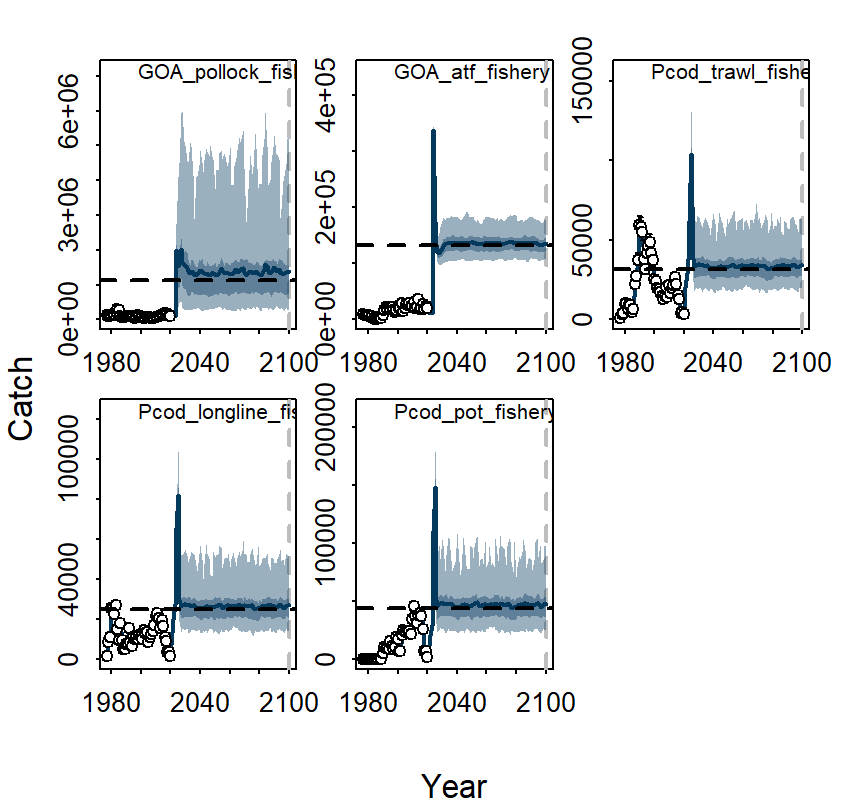 GOA_pollock_fis
GOA_atf_fishery
Pcod_trawl_fishe
0e+00 3e+06 6e+06
0e+00 2e+05 4e+05
0 50000 150000
1980 2040 2100
1980 2040 2100
1980 2040 2100
Catch
Pcod_longline_fis
Pcod_pot_fishery
0 40000 100000
0 100000 200000
1980 2040 2100
1980 2040 2100
Year